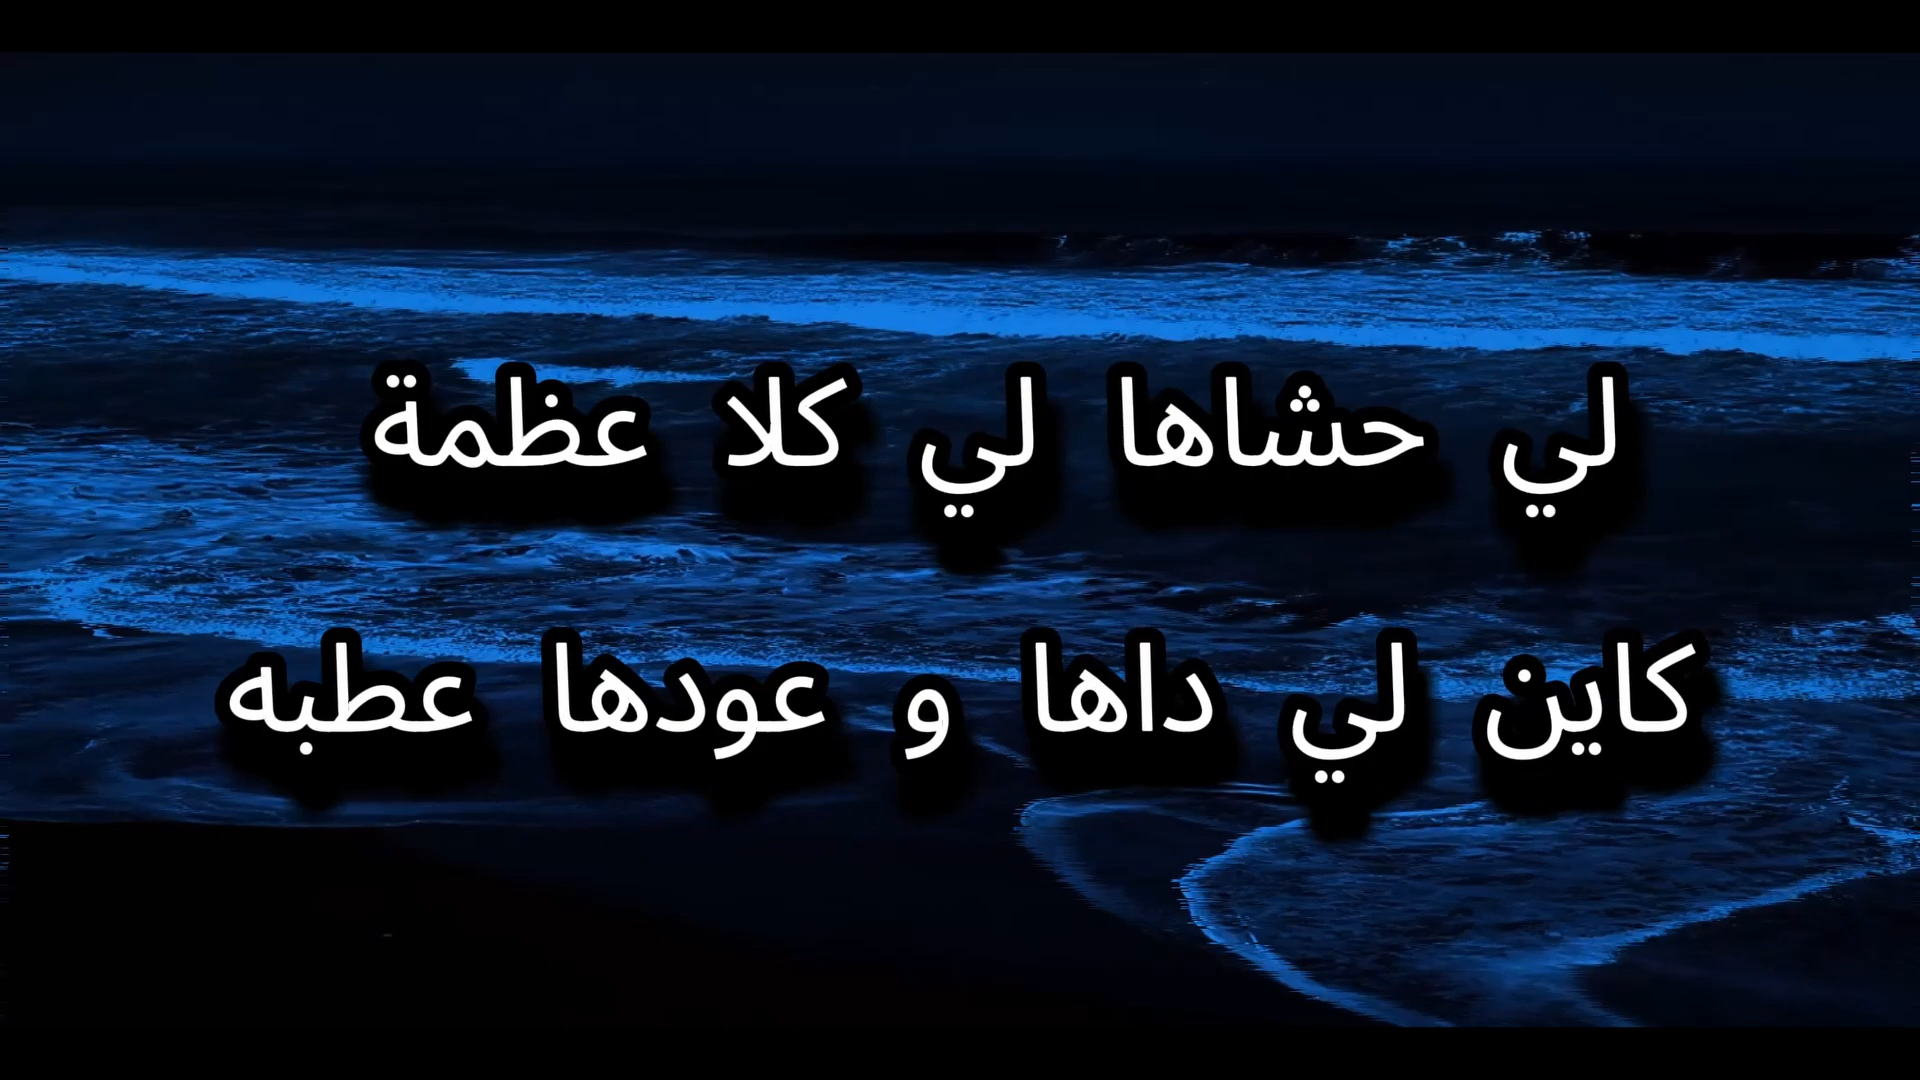 لي حشاها لي كلا عظمة
كاين لي داها و عودها عطبه